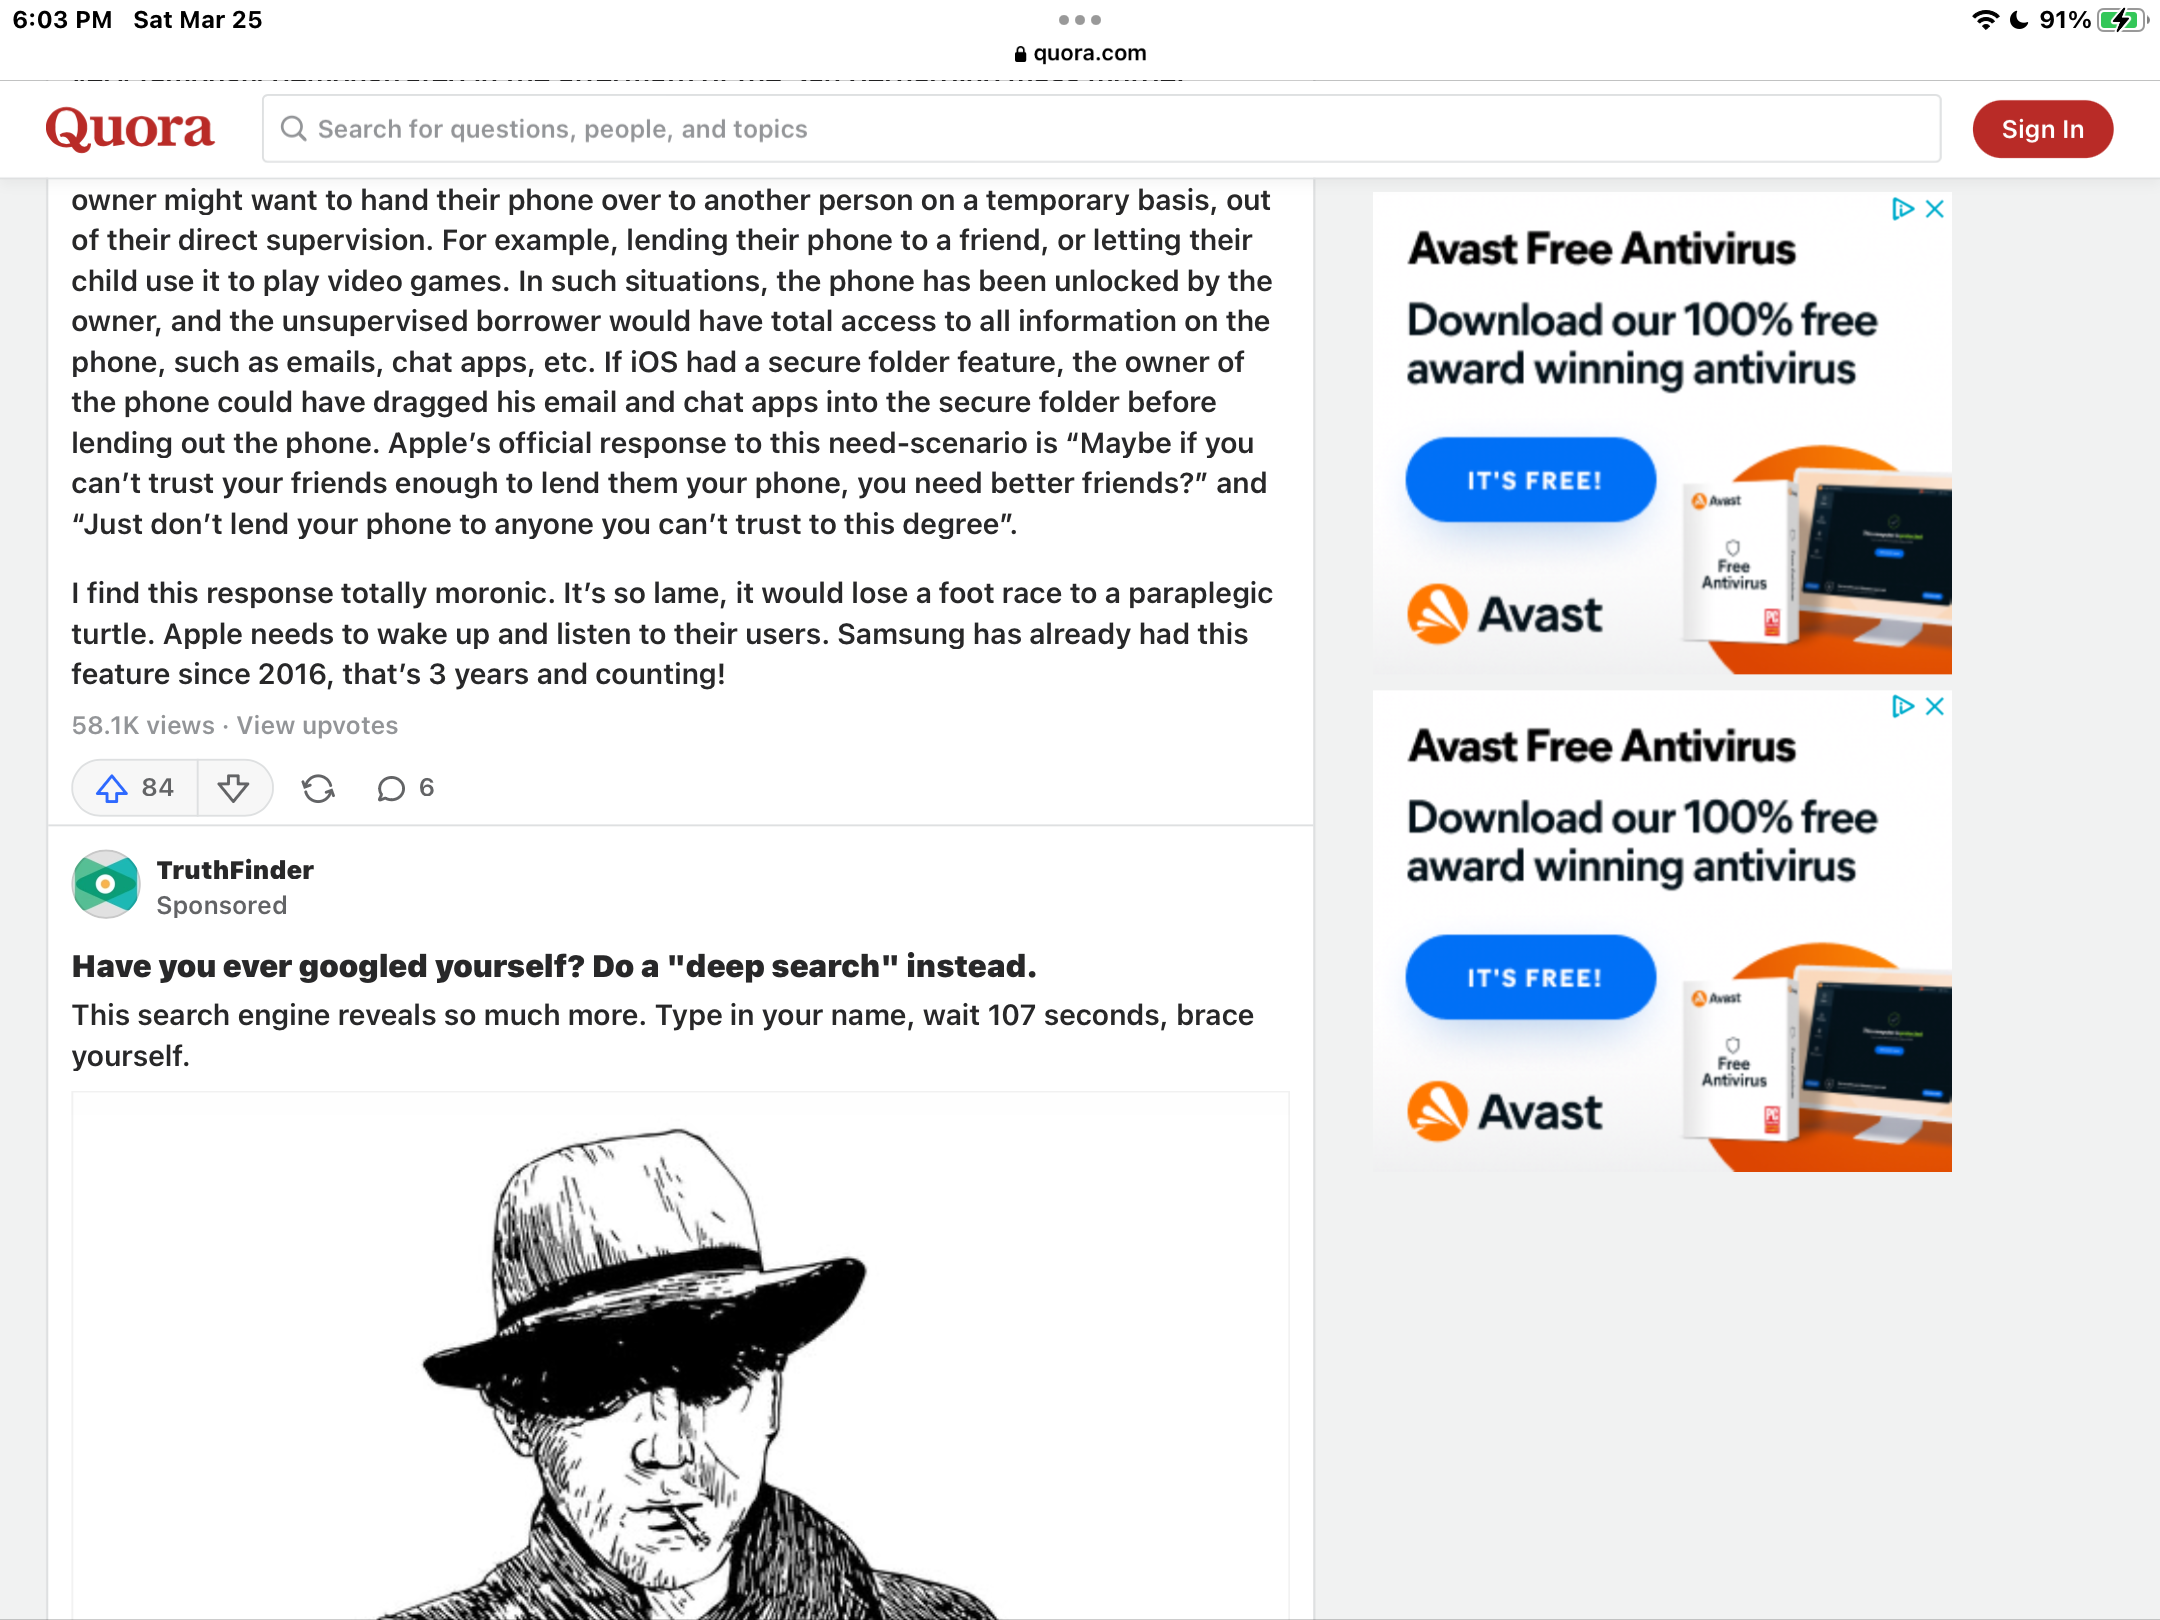 6:03 PM Sat Mar 25
91%
quora.com
Quora
Search for questions, people, and topics
Sign In
owner might want to hand their phone over to another person on a temporary basis, out
of their direct supervision. For example, lending their phone to a friend, or letting their
child use it to play video games. In such situations, the phone has been unlocked by the
owner, and the unsupervised borrower would have total access to all information on the
phone, such as emails, chat apps, etc. If iOS had a secure folder feature, the owner of
the phone could have dragged his email and chat apps into the secure folder before
lending out the phone. Apple’s official response to this need-scenario is “Maybe if you
can’t trust your friends enough to lend them your phone, you need better friends?” and
“Just don’t lend your phone to anyone you can’t trust to this degree”.
I find this response totally moronic. It’s so lame, it would lose a foot race to a paraplegic
turtle. Apple needs to wake up and listen to their users. Samsung has already had this
feature since 2016, that’s 3 years and counting!
58.1K views · View upvotes
84
6
TruthFinder
Sponsored
Have you ever googled yourself? Do a "deep search" instead.
This search engine reveals so much more. Type in your name, wait 107 seconds, brace
yourself.
Avast Free Antivirus
Download our 100% free
award winning antivirus
IT'S FREE!
Avast
Avast
Free
Antivirus
PC
Avast Free Antivirus
Download our 100% free
award winning antivirus
IT'S FREE!
Avast
Avast
Free
Antivirus
PC